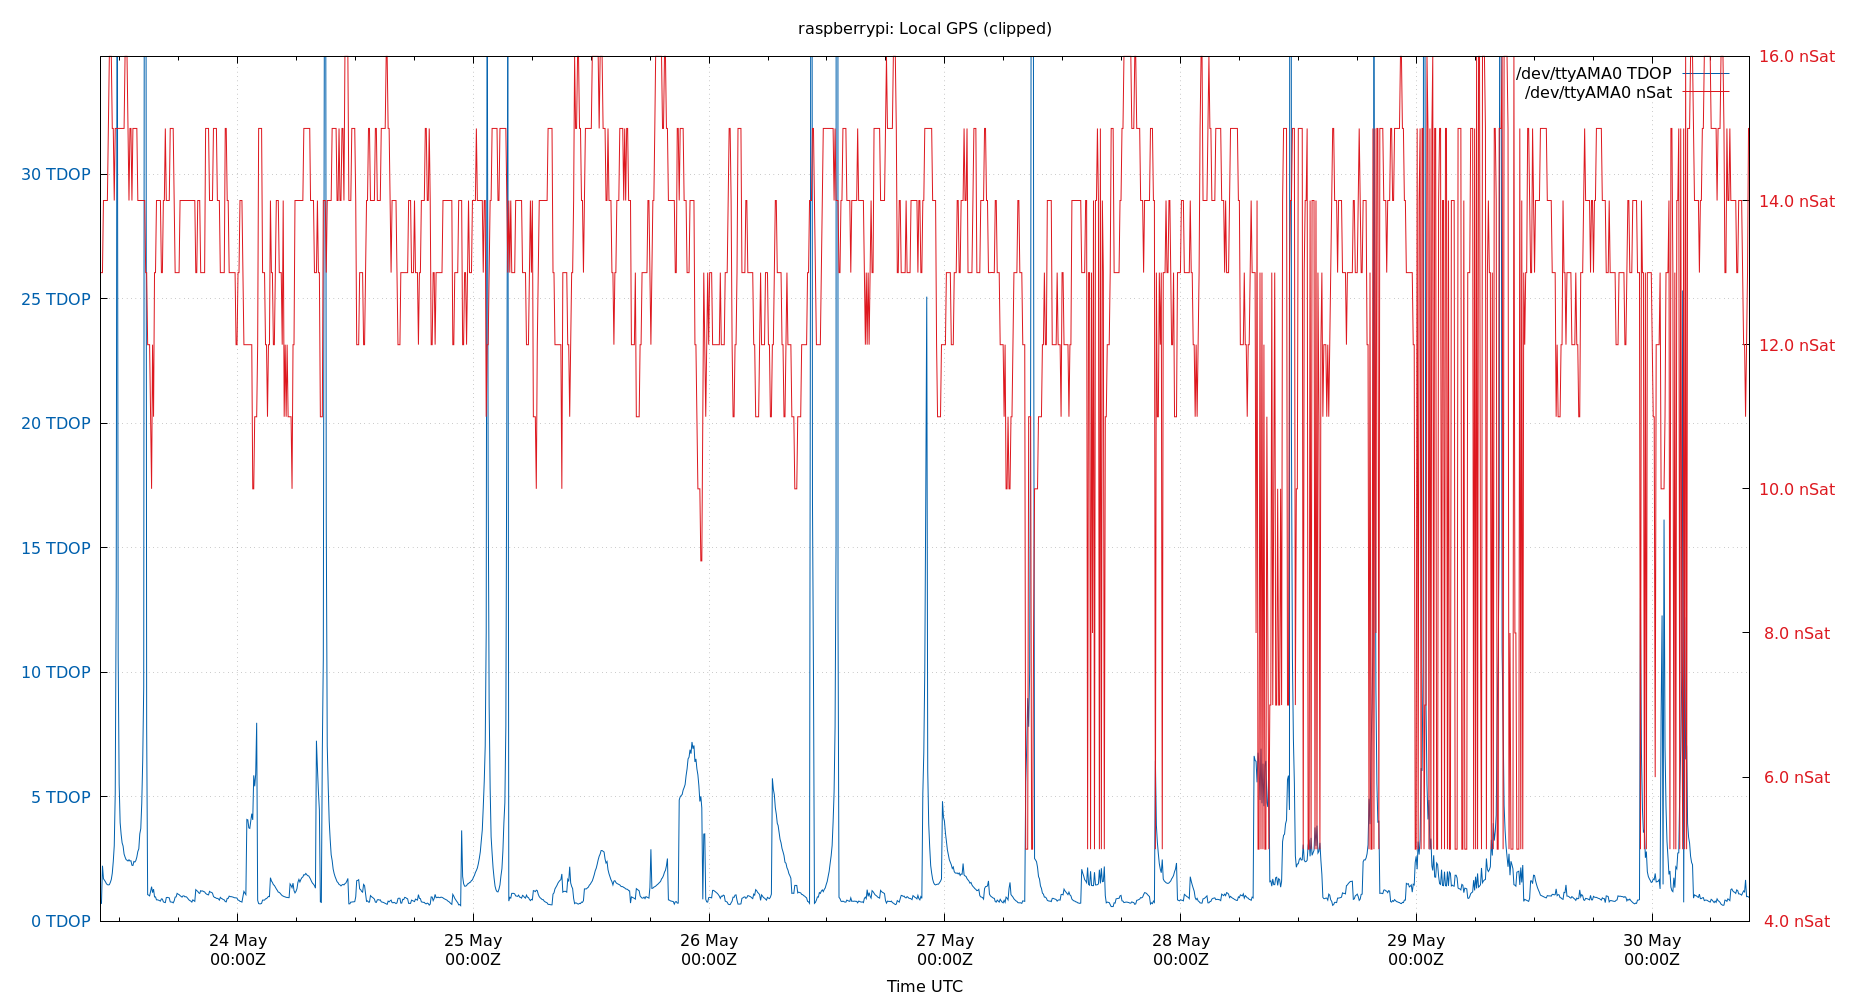 raspberrypi: Local GPS (clipped)
16.0 nSat
/dev/ttyAMA0 TDOP
/dev/ttyAMA0 nSat
30 TDOP
14.0 nSat
25 TDOP
12.0 nSat
20 TDOP
10.0 nSat
15 TDOP
8.0 nSat
10 TDOP
6.0 nSat
5 TDOP
0 TDOP
4.0 nSat
24 May
00:00Z
25 May
00:00Z
26 May
00:00Z
27 May
00:00Z
28 May
00:00Z
29 May
00:00Z
30 May
00:00Z
Time UTC